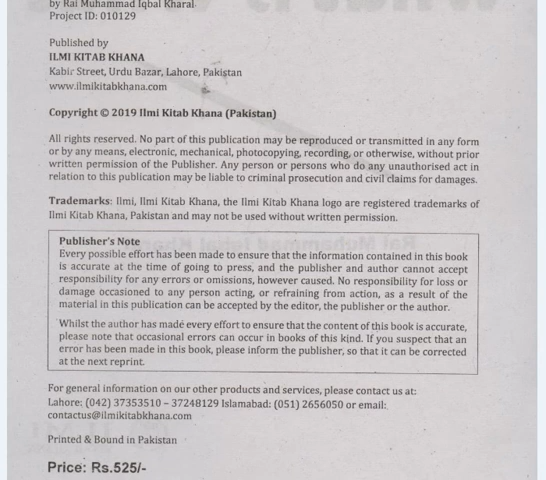 by Rai Muhammad Iqbal Kharal
Project ID: 010129
Published by
ILMI KITAB KHANA
Kabir Street, Urdu Bazar, Lahore, Pakistan
www.ilmikitabkhana.com
Copyright © 2019 Ilmi Kitab Khana (Pakistan)
All rights reserved. No part of this publication may be reproduced or transmitted in any form
or by any means, electronic, mechanical, photocopying, recording, or otherwise, without prior
written permission of the Publisher. Any person or persons who do any unauthorised act in
relation to this publication may be liable to criminal prosecution and civil claims for damages.
Trademarks: Ilmi, Ilmi Kitab Khana, the Ilmi Kitab Khana logo are registered trademarks of
Ilmi Kitab Khana, Pakistan and may not be used without written permission.
Publisher's Note
Every possible effort has been made to ensure that the information contained in this book
is accurate at the time of going to press, and the publisher and author cannot accept
responsibility for any errors or omissions, however caused. No responsibility for loss or
damage occasioned to any person acting, or refraining from action, as a result of the
material in this publication can be accepted by the editor, the publisher or the author.
Whilst the author has made every effort to ensure that the content of this book is accurate,
please note that occasional errors can occur in books of this kind. If you suspect that an
error has been made in this book, please inform the publisher, so that it can be corrected
at the next reprint.
For general information on our other products and services, please contact us at:
Lahore: (042) 37353510 – 37248129 Islamabad: (051) 2656050 or email:
contactus@ilmikitabkhana.com
Printed & Bound in Pakistan
Price: Rs.525/-